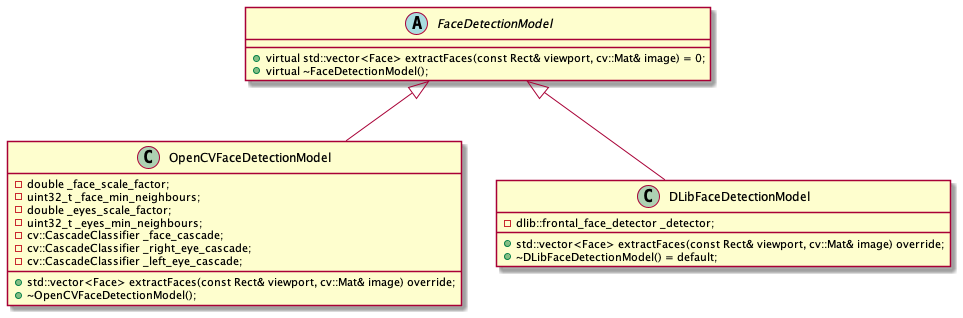 A FaceDetectionModel
virtual std::vector<Face> extractFaces(const Rect& viewport, cv::Mat& image) = 0;
virtual ~FaceDetectionModel();
C OpenCVFaceDetectionModel
double _face_scale_factor;
uint32_t _face_min_neighbours;
double _eyes_scale_factor;
uint32_t _eyes_min_neighbours;
cv::CascadeClassifier _face_cascade;
cv::CascadeClassifier _right_eye_cascade;
cv::CascadeClassifier _left_eye_cascade;
std::vector<Face> extractFaces(const Rect& viewport, cv::Mat& image) override;
~OpenCVFaceDetectionModel();
C DLibFaceDetectionModel
dlib::frontal_face_detector _detector;
std::vector<Face> extractFaces(const Rect& viewport, cv::Mat& image) override;
~DLibFaceDetectionModel() = default;